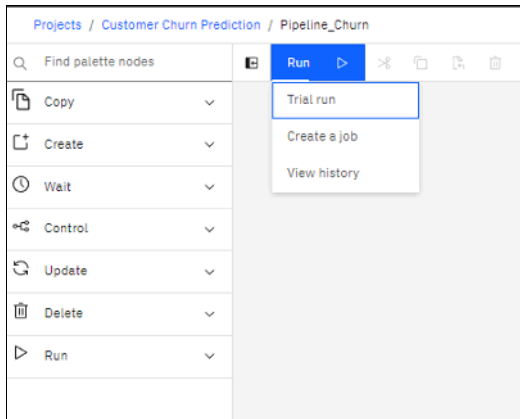 Projects / Customer Churn Prediction / Pipeline_Churn
Find palette nodes
Run
Copy
Trial run
Create
Create a job
Wait
View history
Control
Update
Delete
Run